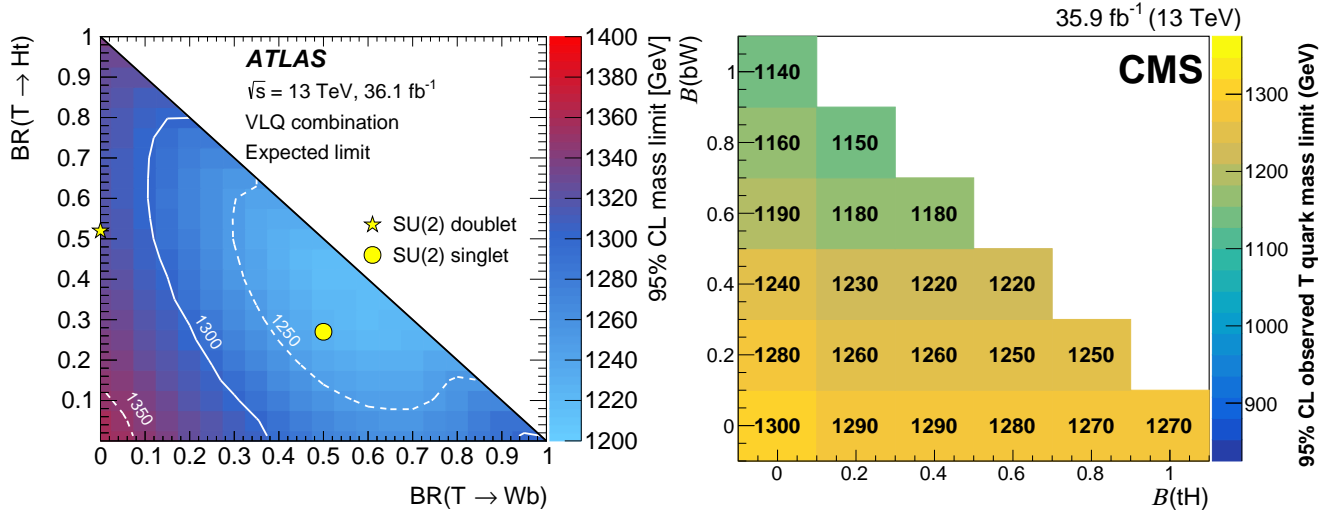 ATLAS
√s = 13 TeV, 36.1 fb⁻¹
VLQ combination
Expected limit
SU(2) doublet
SU(2) singlet
BR(T → Ht)
1
0.9
0.8
0.7
0.6
0.5
0.4
0.3
0.2
0.1
1300
1250
1350
0 0.1 0.2 0.3 0.4 0.5 0.6 0.7 0.8 0.9 1
BR(T → Wb)
1400
1380
1360
1340
1320
1300
1280
1260
1240
1220
1200
95% CL mass limit [GeV]
35.9 fb⁻¹ (13 TeV)
CMS
B(bW)
1 1140
0.8 1160 1150
0.6 1190 1180 1180
0.4 1240 1230 1220 1220
0.2 1280 1260 1260 1250 1250
0 1300 1290 1290 1280 1270 1270
0 0.2 0.4 0.6 0.8 1
B(tH)
1300
1200
1100
1000
900
95% CL observed T quark mass limit (GeV)